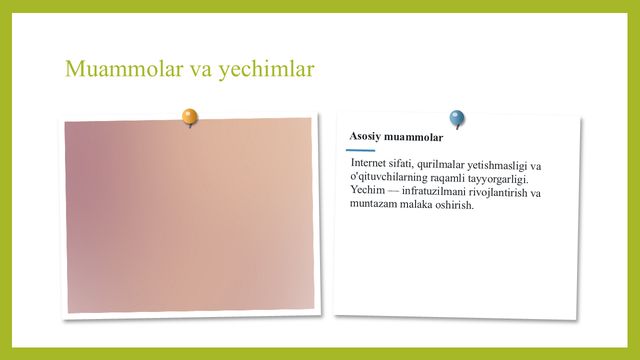 Muammolar va yechimlar
Asosiy muammolar
Internet sifati, qurilmalar yetishmasligi va
o'qituvchilarning raqamli tayyorgarligi.
Yechim — infratuzilmani rivojlantirish va
muntazam malaka oshirish.